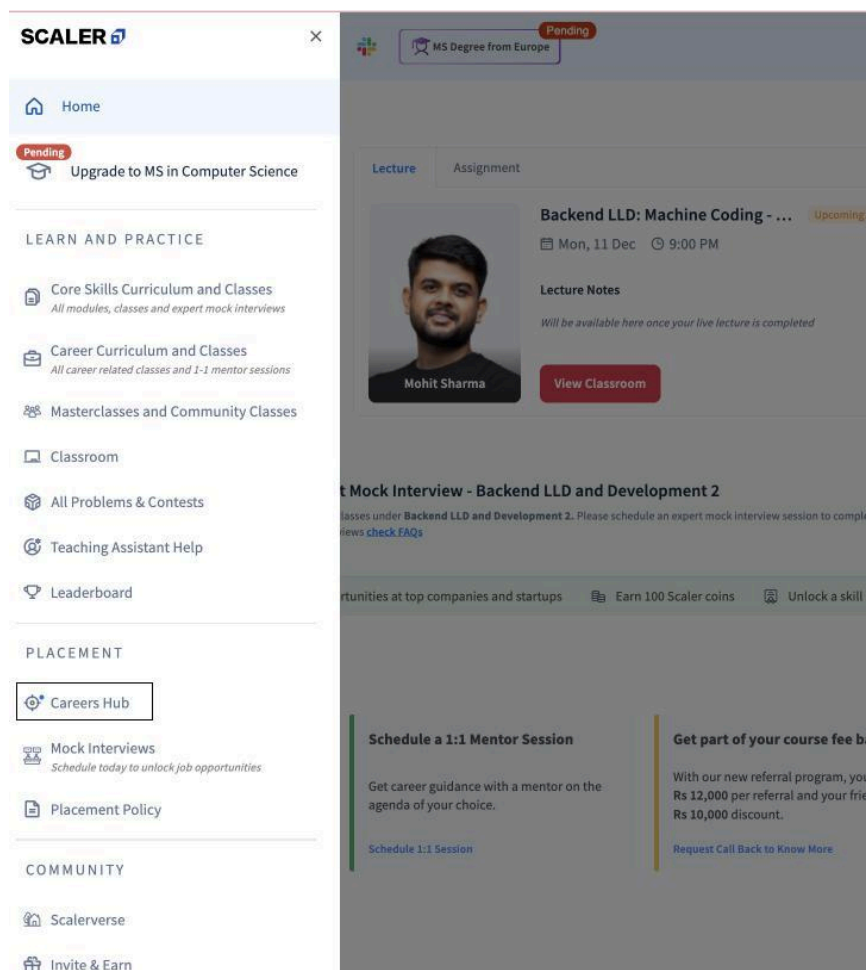 SCALER
×
Home
Pending
Upgrade to MS in Computer Science
LEARN AND PRACTICE
Core Skills Curriculum and Classes
All modules, classes and expert mock interviews
Career Curriculum and Classes
All career related classes and 1-1 mentor sessions
Masterclasses and Community Classes
Classroom
All Problems & Contests
Teaching Assistant Help
Leaderboard
PLACEMENT
Careers Hub
Mock Interviews
Schedule today to unlock job opportunities
Placement Policy
COMMUNITY
Scalerverse
Invite & Earn
Pending
MS Degree from Europe
Lecture Assignment
Backend LLD: Machine Coding - ... Upcoming
Mon, 11 Dec 9:00 PM
Lecture Notes
Will be available here once your live lecture is completed
Mohit Sharma
View Classroom
t Mock Interview - Backend LLD and Development 2
lasses under Backend LLD and Development 2. Please schedule an expert mock interview session to comple
iews check FAQs
rtunities at top companies and startups Earn 100 Scaler coins Unlock a skill
Schedule a 1:1 Mentor Session
Get career guidance with a mentor on the
agenda of your choice.
Schedule 1:1 Session
Get part of your course fee ba
With our new referral program, you
Rs 12,000 per referral and your frie
Rs 10,000 discount.
Request Call Back to Know More